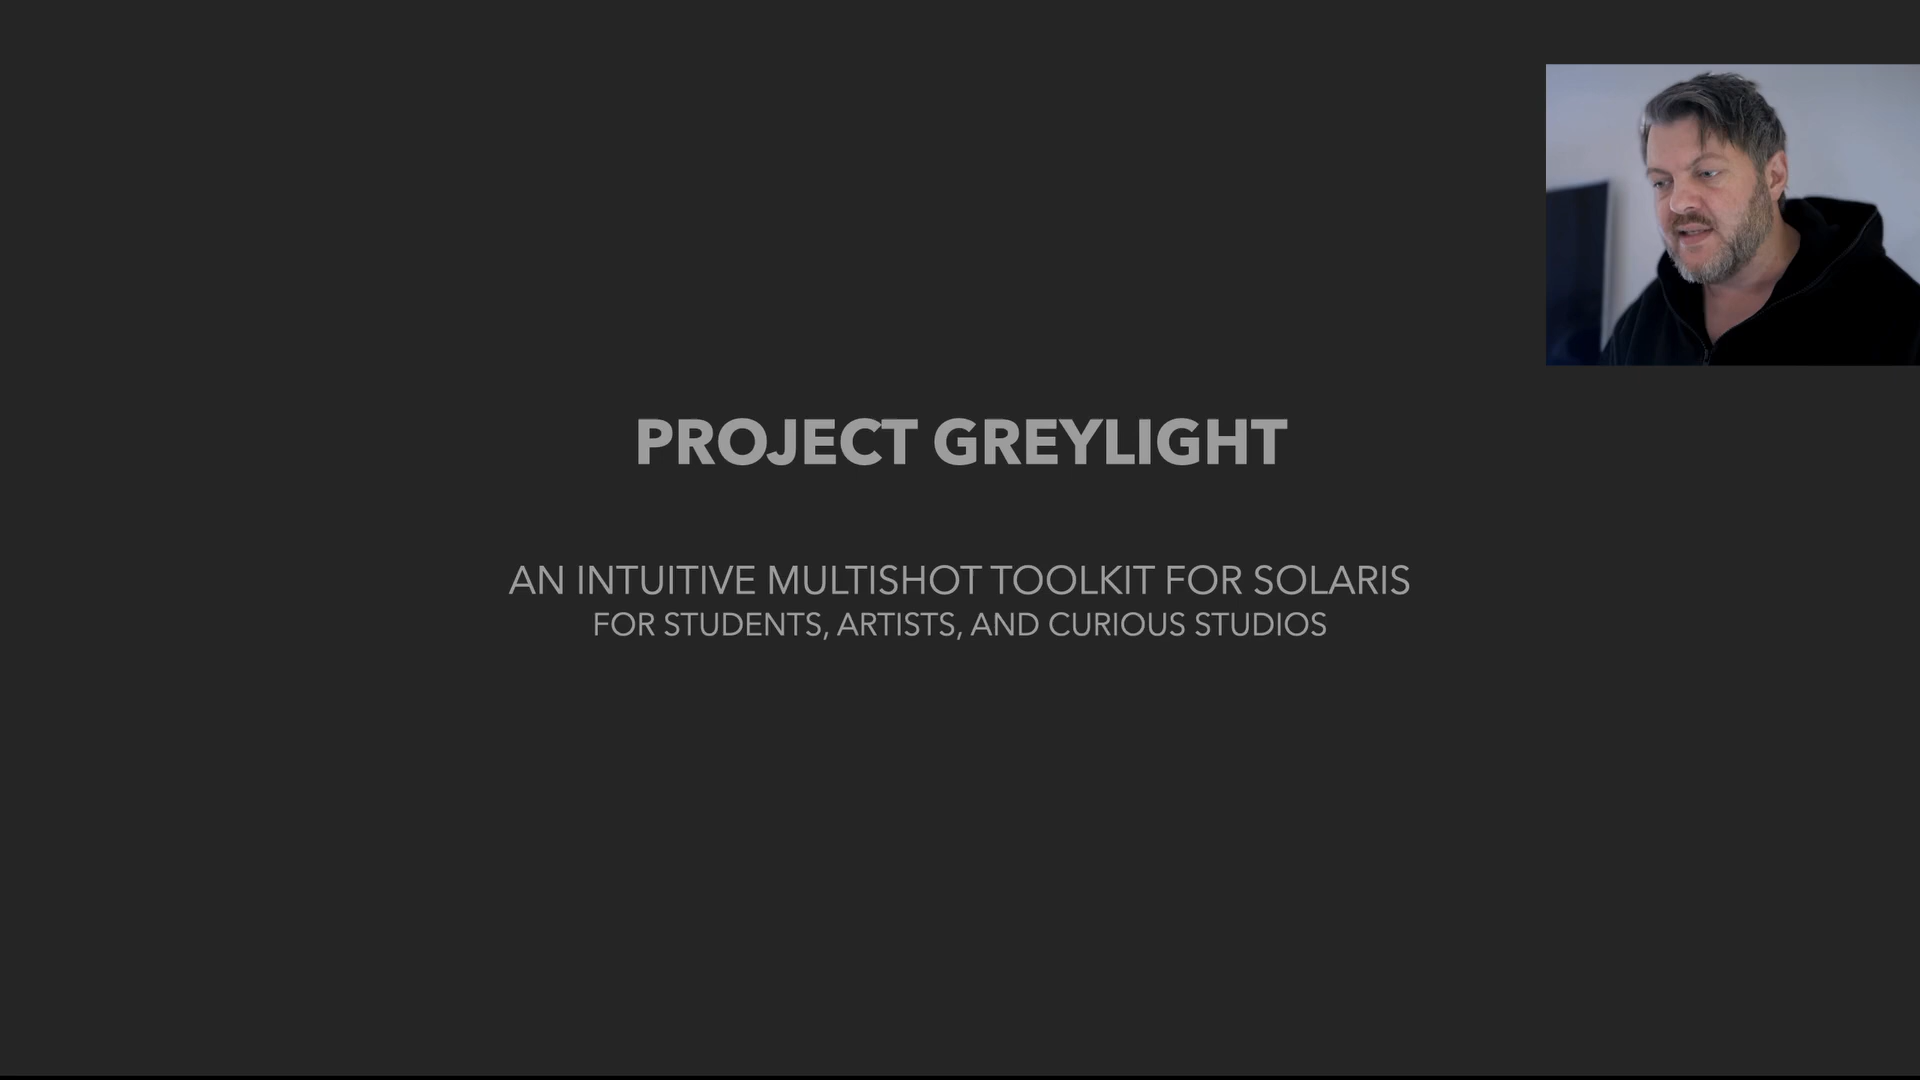 PROJECT GREYLIGHT
AN INTUITIVE MULTISHOT TOOLKIT FOR SOLARIS
FOR STUDENTS, ARTISTS, AND CURIOUS STUDIOS